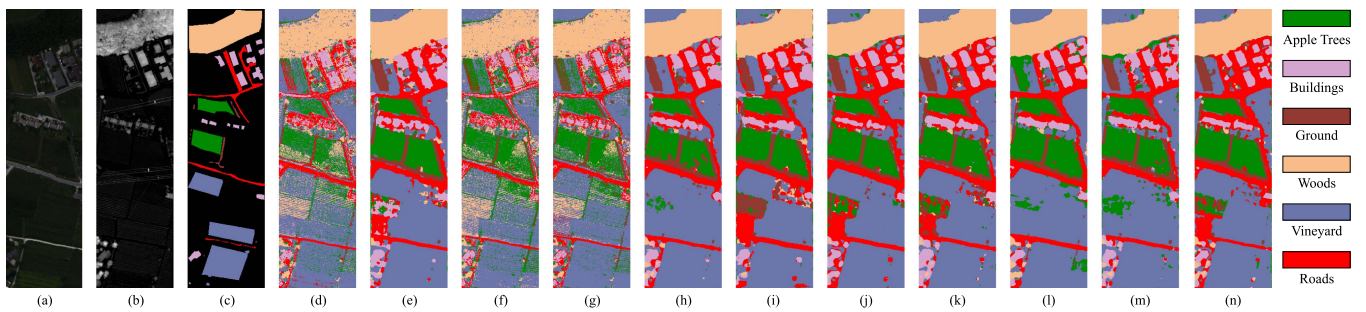 Apple Trees
Buildings
Ground
Woods
Vineyard
Roads
(a) (b) (c) (d) (e) (f) (g) (h) (i) (j) (k) (l) (m) (n)